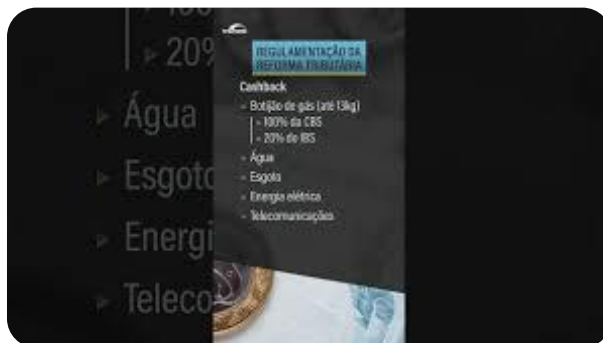 REGULAMENTAÇÃO DA
REFORMA TRIBUTÁRIA
Cashback
Botijão de gás (até 13kg)
100% da CBS
20% do IBS
Água
Esgoto
Energia elétrica
Telecomunicações
20%
Água
Esgoto
Energi
Teleco